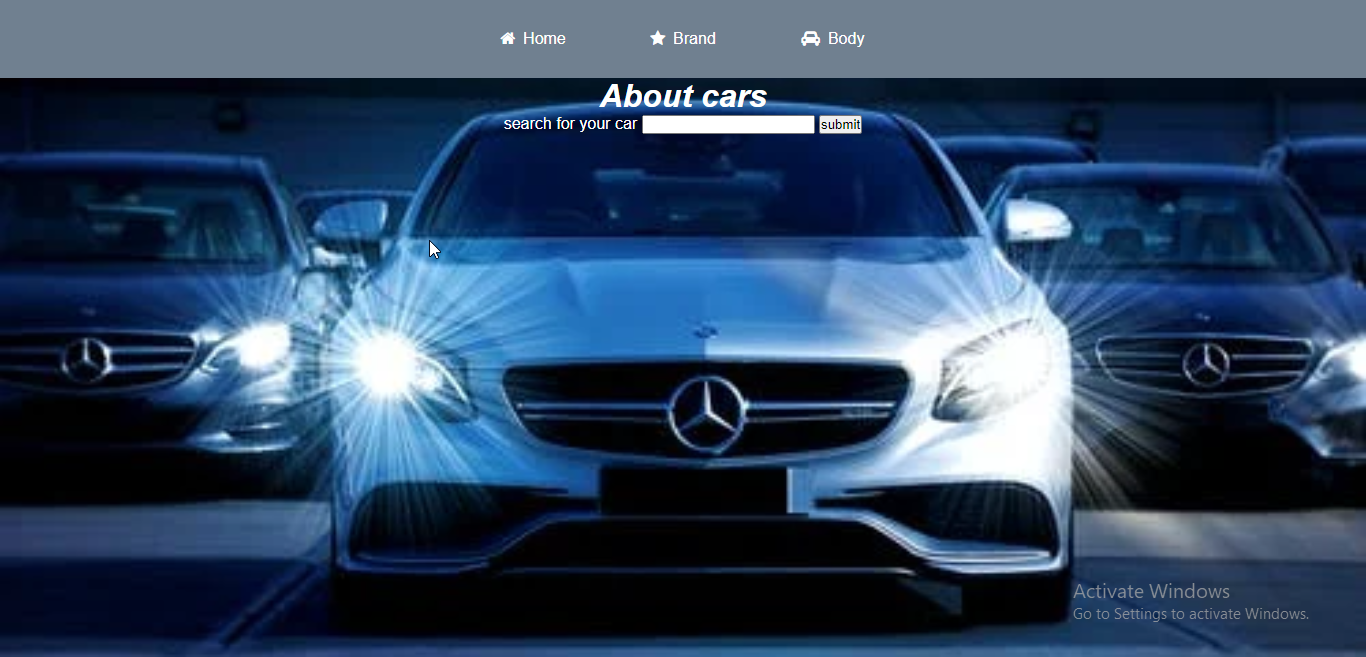 Home Brand Body
About cars
search for your car submit
Activate Windows
Go to Settings to activate Windows.